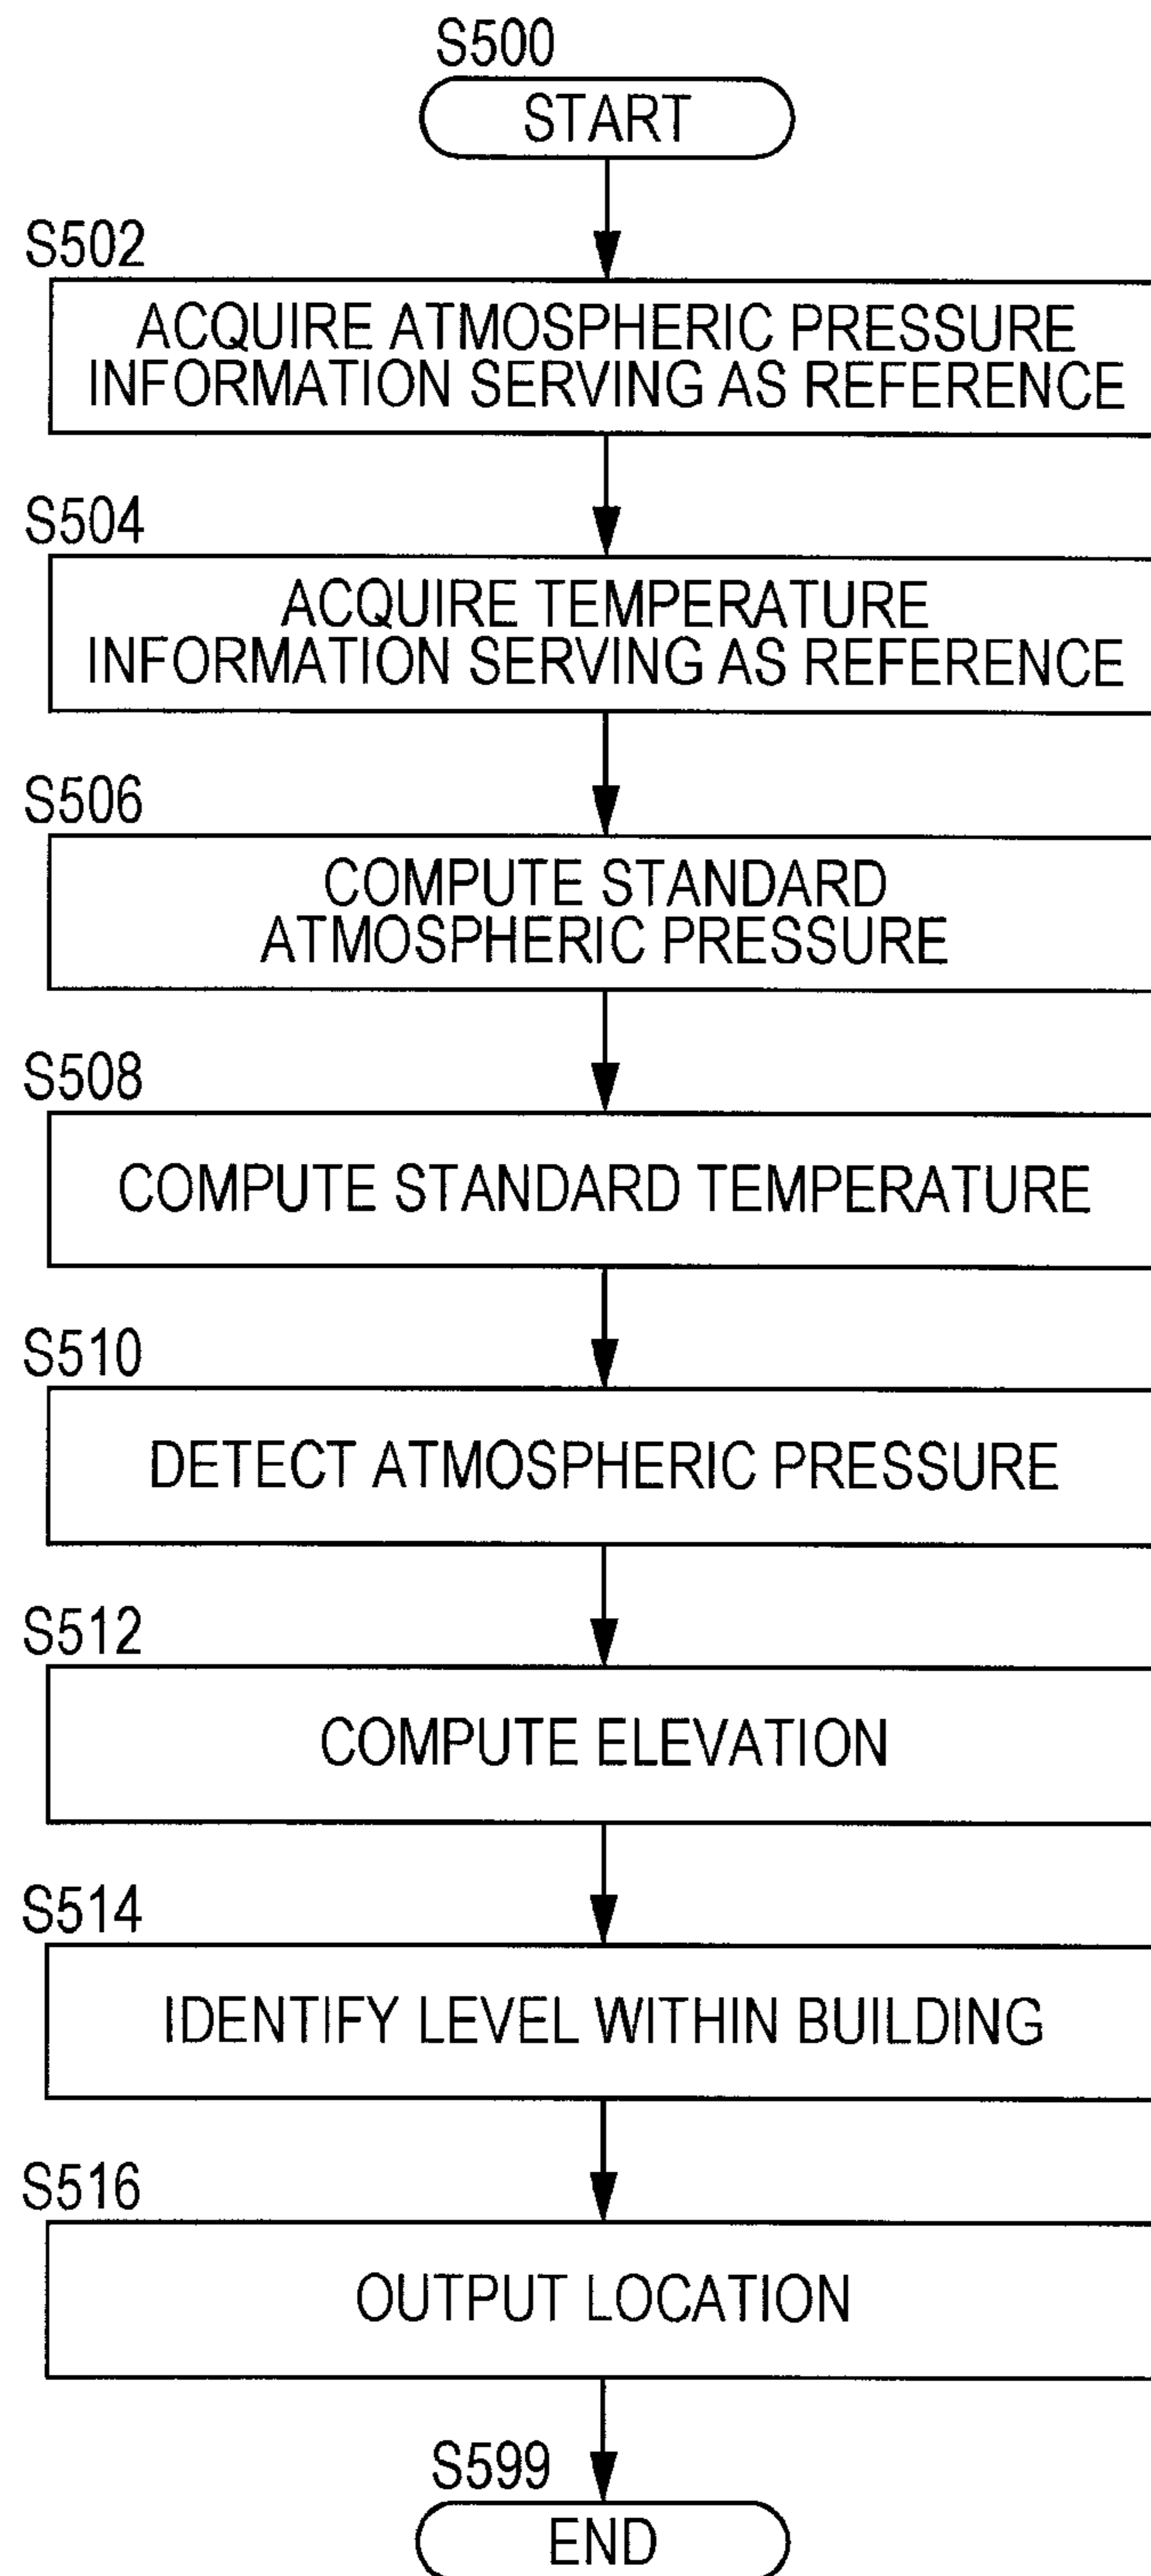 S500
START
S502
ACQUIRE ATMOSPHERIC PRESSURE
INFORMATION SERVING AS REFERENCE
S504
ACQUIRE TEMPERATURE
INFORMATION SERVING AS REFERENCE
S506
COMPUTE STANDARD
ATMOSPHERIC PRESSURE
S508
COMPUTE STANDARD TEMPERATURE
S510
DETECT ATMOSPHERIC PRESSURE
S512
COMPUTE ELEVATION
S514
IDENTIFY LEVEL WITHIN BUILDING
S516
OUTPUT LOCATION
S599
END